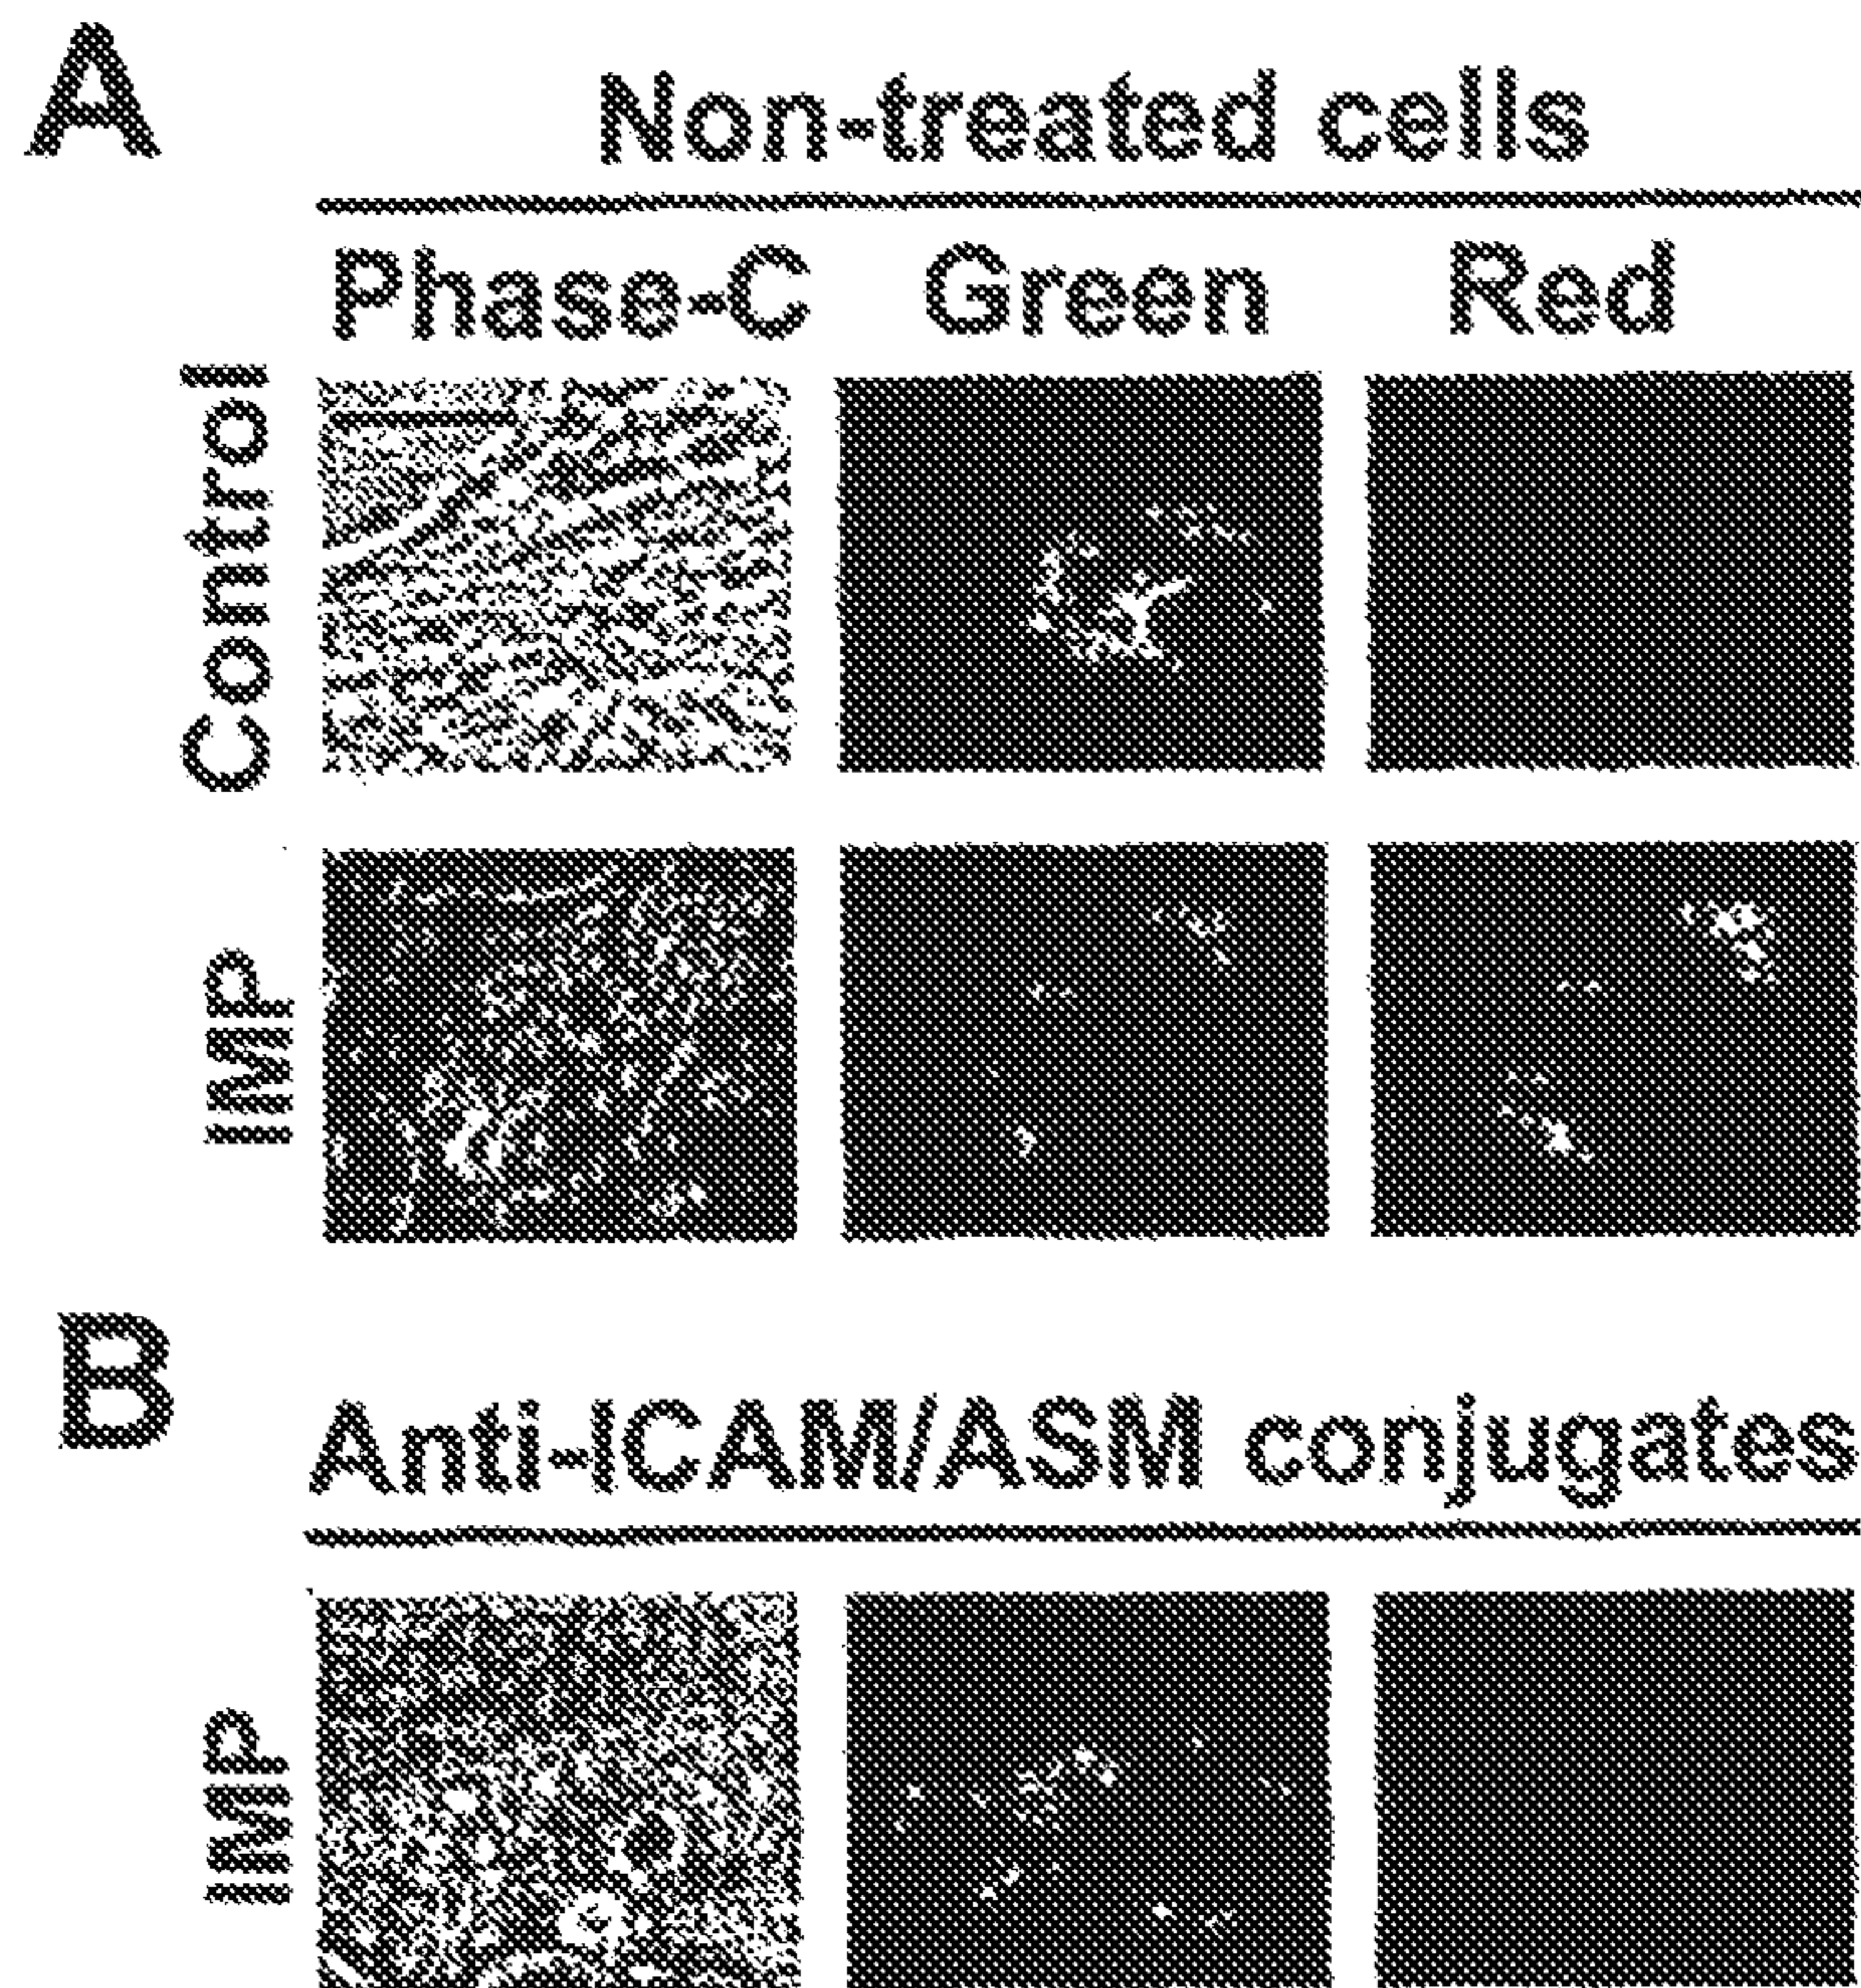 A
Non-treated cells
Phase-C Green Red
Control
IMP
B
Anti-ICAM/ASM conjugates
IMP